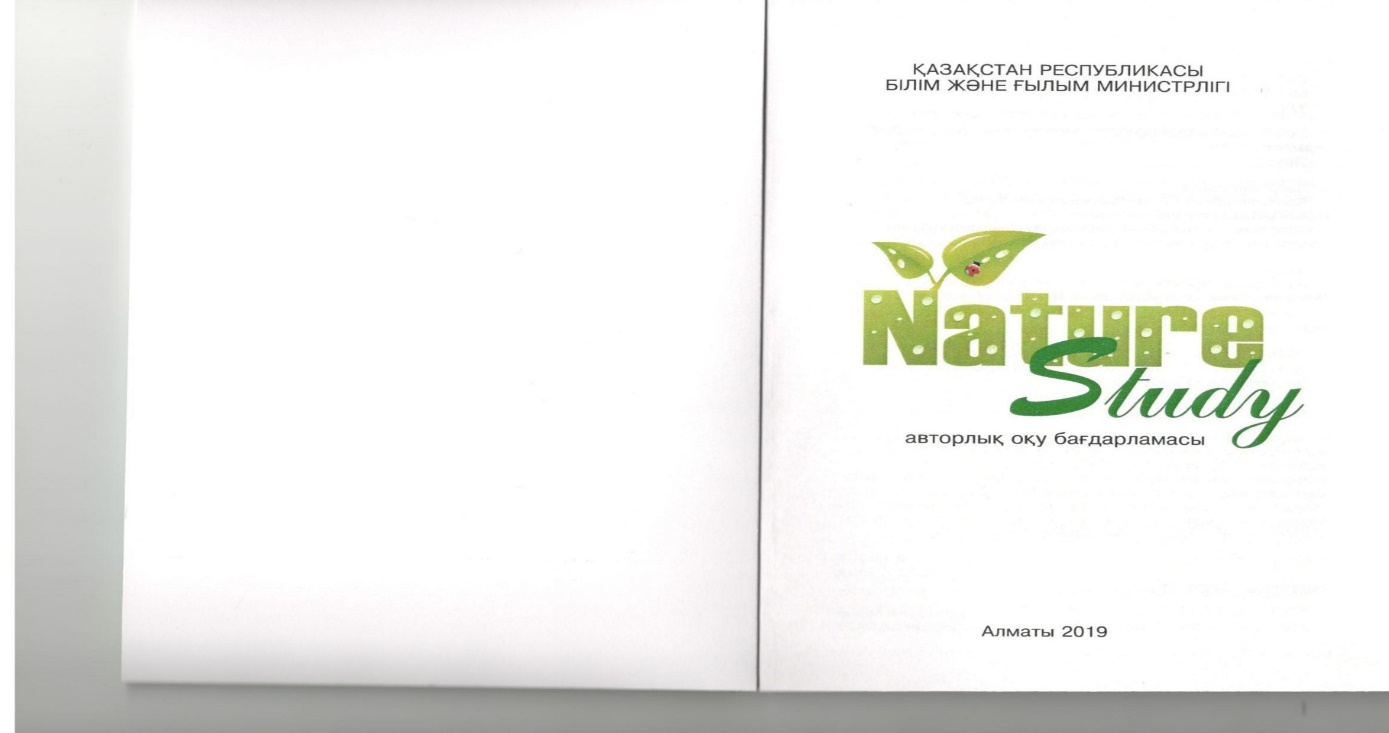 ҚАЗАҚСТАН РЕСПУБЛИКАСЫ
БІЛІМ ЖӘНЕ ҒЫЛЫМ МИНИСТРЛІГІ
Nature
Study
авторлық оқу бағдарламасы
Алматы 2019